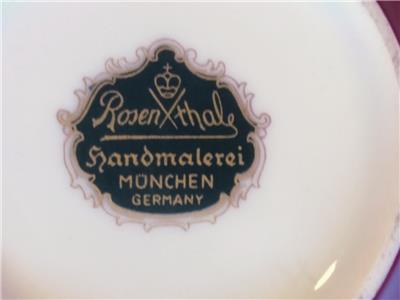 Rosenthal
Handmalerei
MÜNCHEN
GERMANY